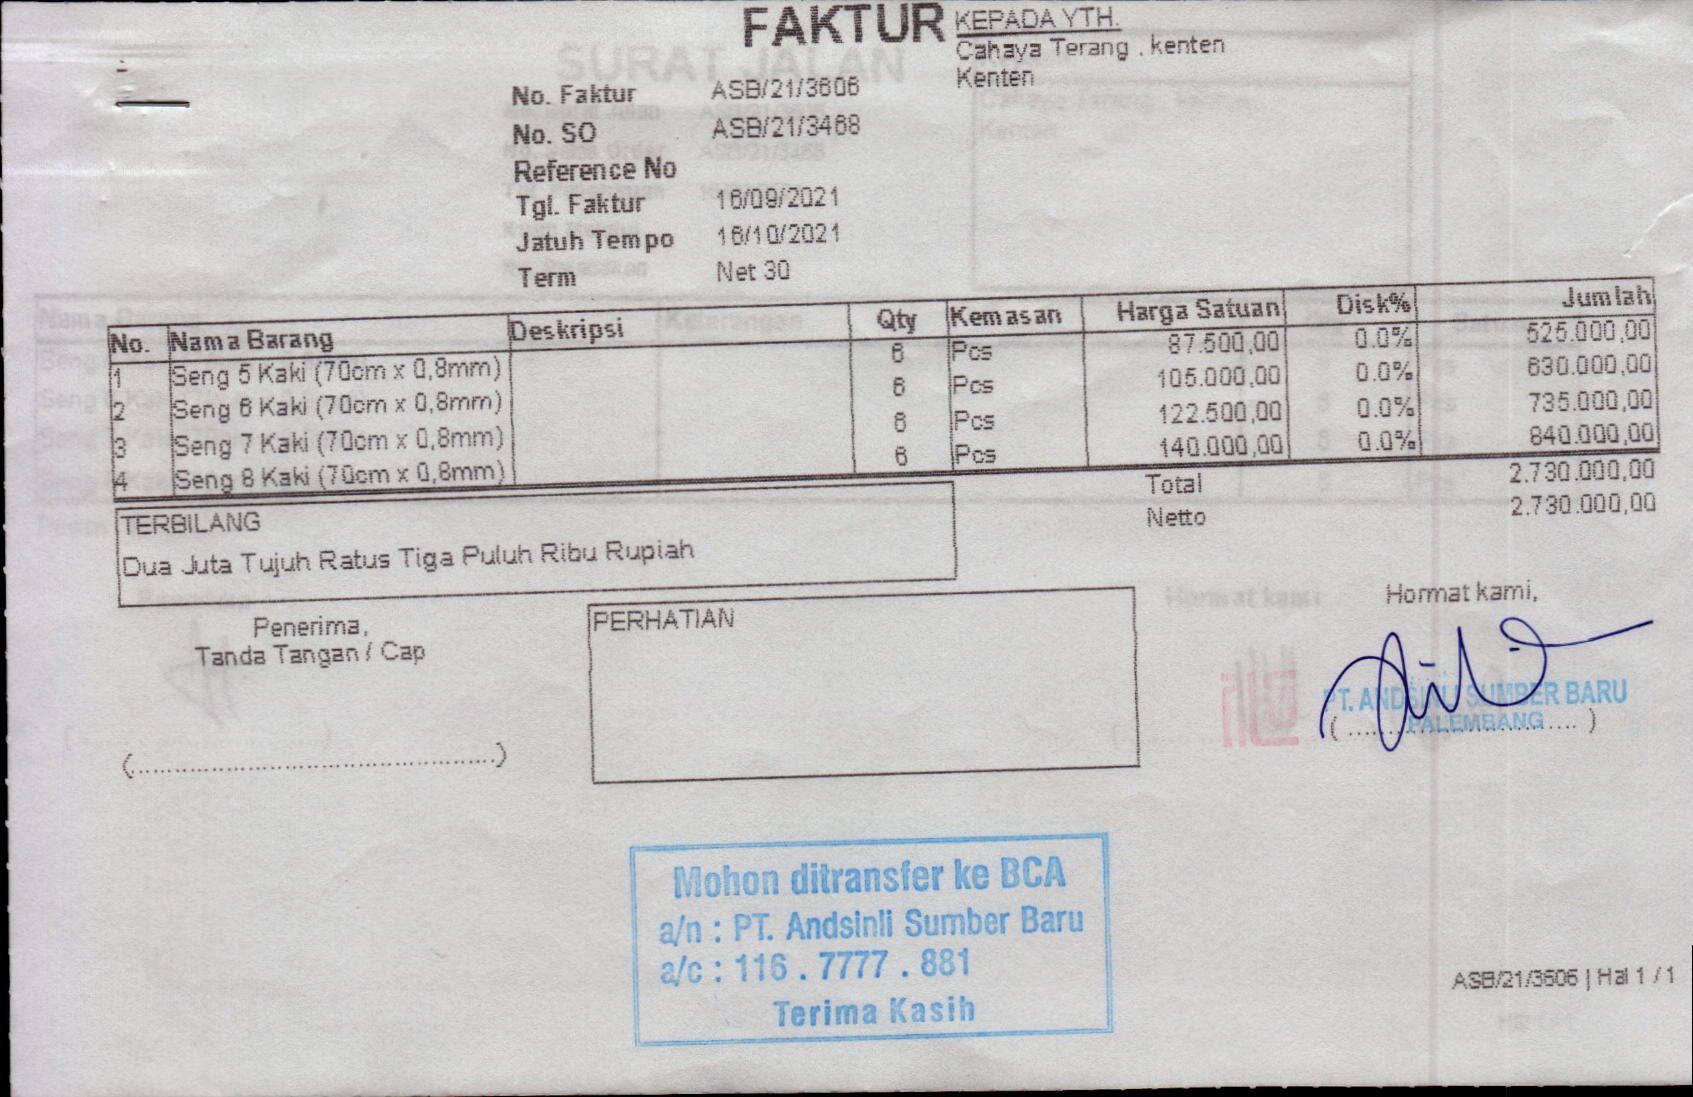 FAKTUR
KEPADA YTH.
Cahaya Terang . kenten
Kenten
No. Faktur ASB/21/3606
No. SO ASB/21/3468
Reference No
Tgl. Faktur 16/09/2021
Jatuh Tempo 16/10/2021
Term Net 30
No. Nama Barang Deskripsi Qty Kemasan Harga Satuan Disk% Jumlah
1 Seng 5 Kaki (70cm x 0,8mm) 6 Pcs 87.500,00 0.0% 525.000,00
2 Seng 6 Kaki (70cm x 0,8mm) 6 Pcs 105.000,00 0.0% 630.000,00
3 Seng 7 Kaki (70cm x 0,8mm) 6 Pcs 122.500,00 0.0% 735.000,00
4 Seng 8 Kaki (70cm x 0,8mm) 6 Pcs 140.000,00 0.0% 840.000,00
Total 2.730.000,00
Netto 2.730.000,00
TERBILANG
Dua Juta Tujuh Ratus Tiga Puluh Ribu Rupiah
Penerima,
Tanda Tangan / Cap
PERHATIAN
Hormat kami,
PT. ANDSINLI SUMBER BARU
PALEMBANG
Mohon ditransfer ke BCA
a/n : PT. Andsinli Sumber Baru
a/c : 116 . 7777 . 881
Terima Kasih
ASB/21/3606 | Hal 1 / 1